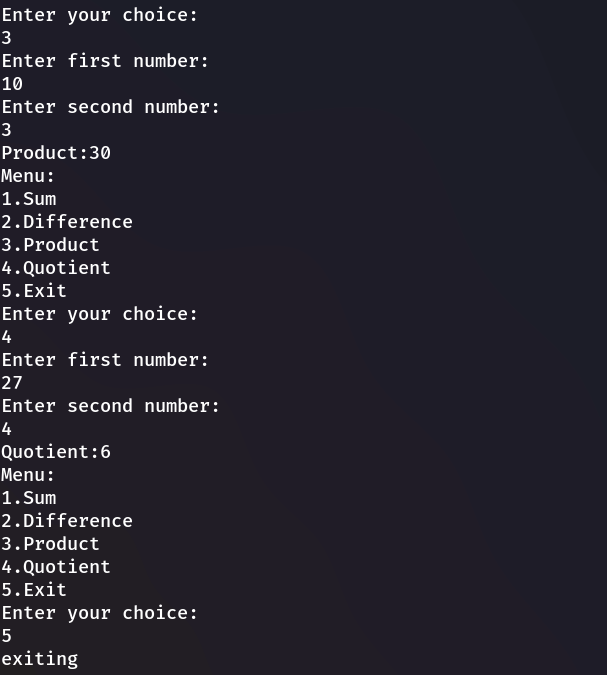 Enter your choice:
3
Enter first number:
10
Enter second number:
3
Product:30
Menu:
1.Sum
2.Difference
3.Product
4.Quotient
5.Exit
Enter your choice:
4
Enter first number:
27
Enter second number:
4
Quotient:6
Menu:
1.Sum
2.Difference
3.Product
4.Quotient
5.Exit
Enter your choice:
5
exiting